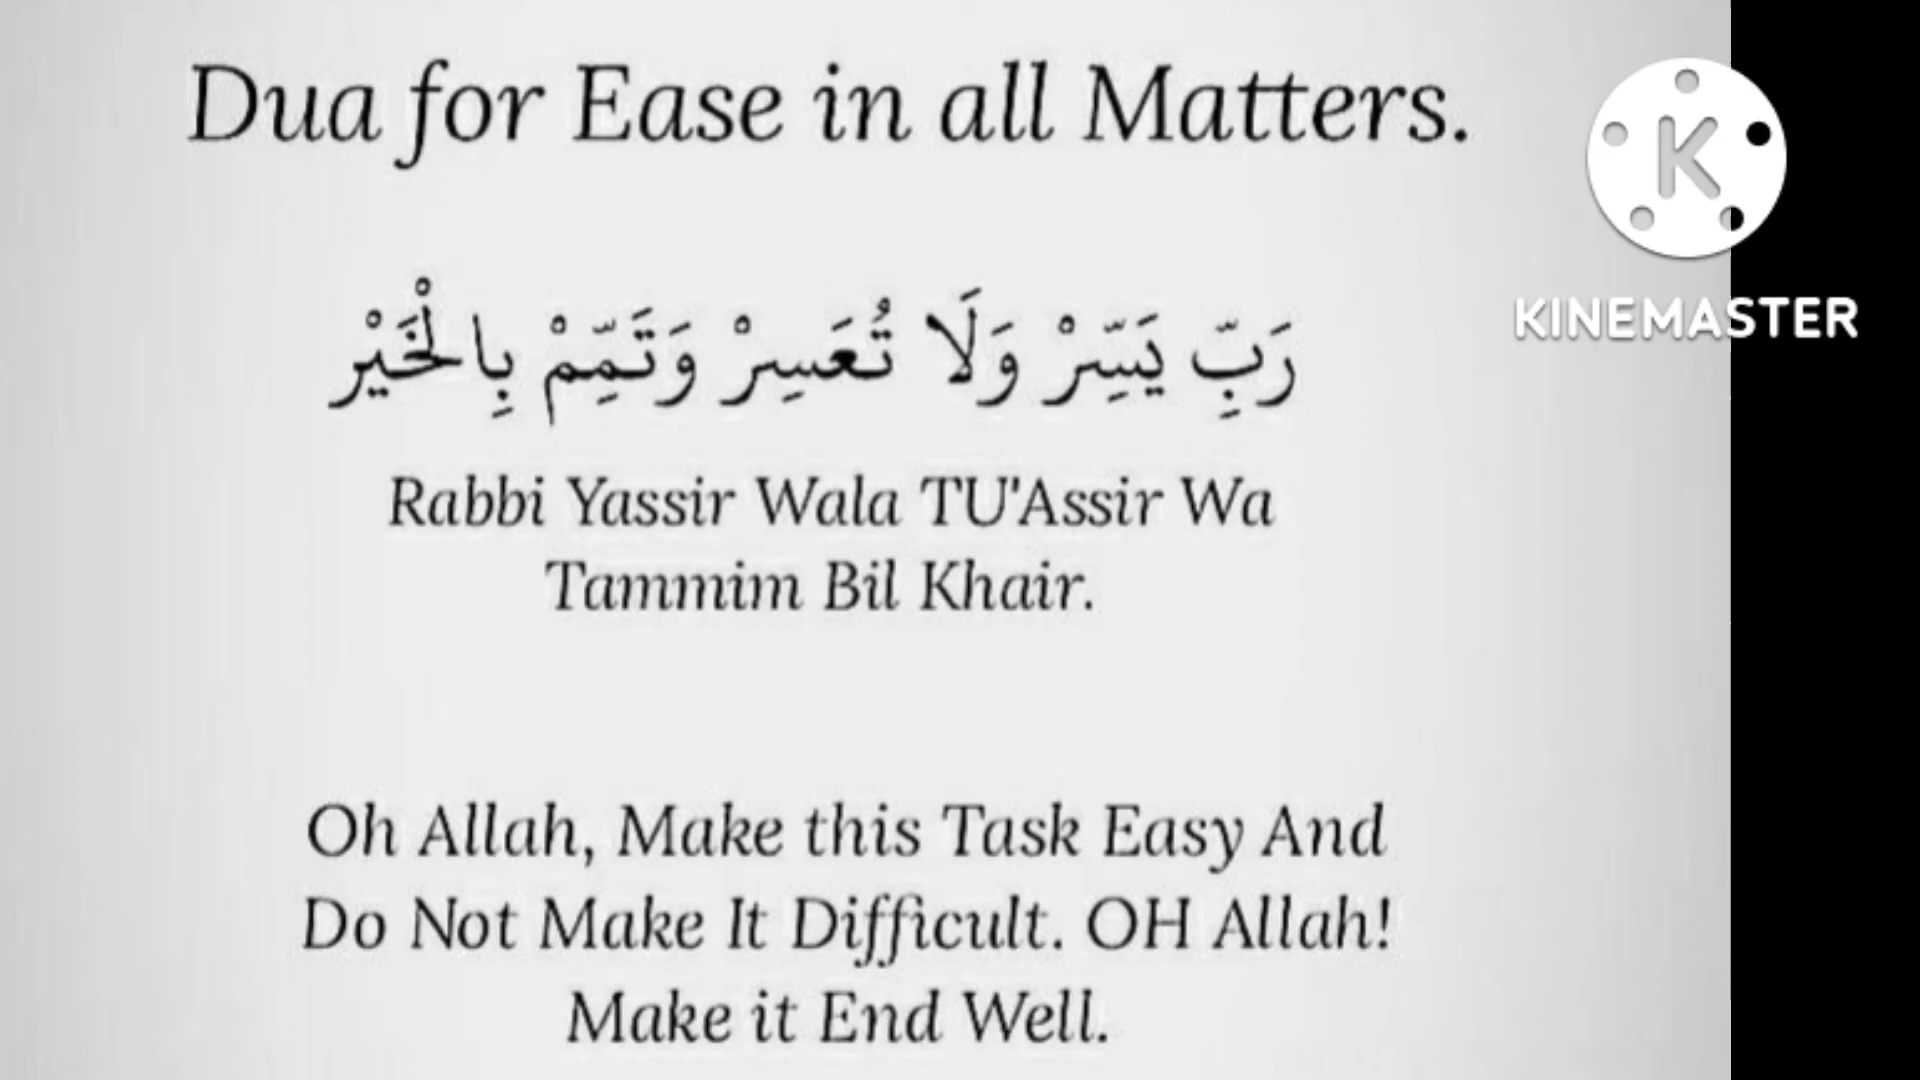 Dua for Ease in all Matters.
رَبِّ يَسِّرْ وَلَا تُعَسِرْ وَتَمِّمْ بِالْخَيْر
Rabbi Yassir Wala TU'Assir Wa
Tammim Bil Khair.
Oh Allah, Make this Task Easy And
Do Not Make It Difficult. OH Allah!
Make it End Well.
K
KINEMASTER